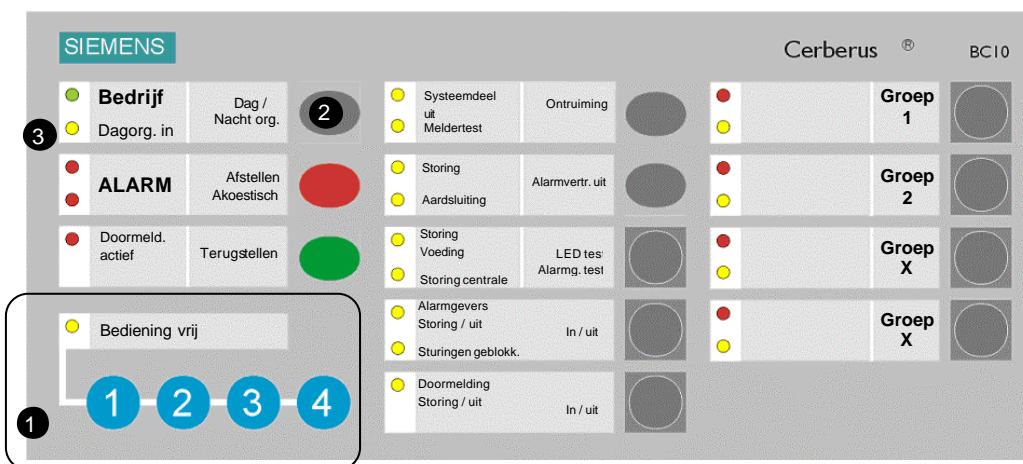 SIEMENS
Cerberus ®
BC10
Bedrijf
Dagorg. in
Dag /
Nacht org.
2
3
ALARM
Afstellen
Akoestisch
Doormeld.
actief
Terugstellen
Bediening vrij
1 2 3 4
1
Systeemdeel
uit
Meldertest
Ontruiming
Storing
Aardsluiting
Alarmvertr. uit
Storing
Voeding
Storing centrale
LED tes
Alarmg. test
Alarmgevers
Storing / uit
Sturingen geblokk.
In / uit
Doormelding
Storing / uit
In / uit
Groep
1
Groep
2
Groep
X
Groep
X